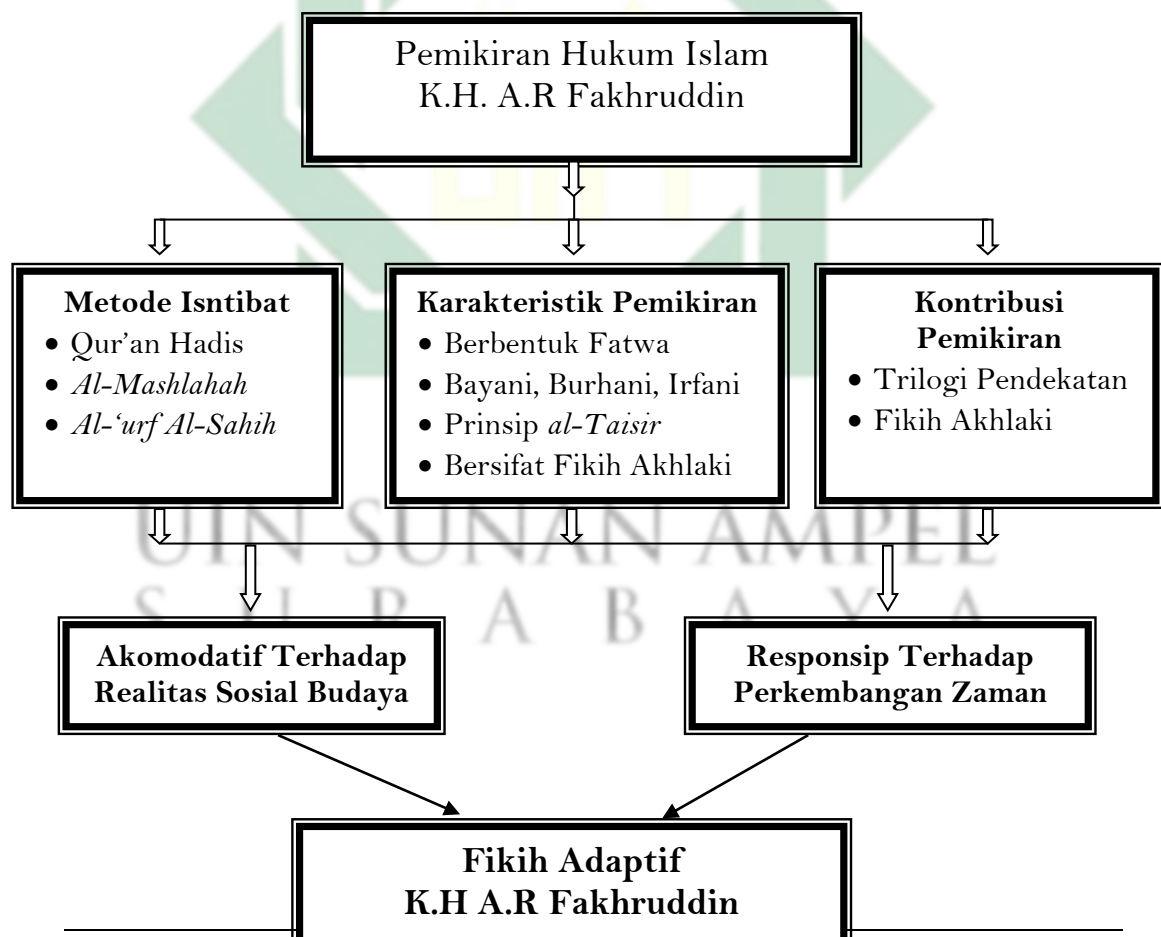 Pemikiran Hukum Islam
K.H. A.R Fakhruddin
Metode Isntibat
• Qur’an Hadis
• Al-Mashlahah
• Al-‘urf Al-Sahih
Karakteristik Pemikiran
• Berbentuk Fatwa
• Bayani, Burhani, Irfani
• Prinsip al-Taisir
• Bersifat Fikih Akhlaki
Kontribusi
Pemikiran
• Trilogi Pendekatan
• Fikih Akhlaki
UIN SUNAN AMPEL
SURABAYA
Akomodatif Terhadap
Realitas Sosial Budaya
Responsip Terhadap
Perkembangan Zaman
Fikih Adaptif
K.H A.R Fakhruddin